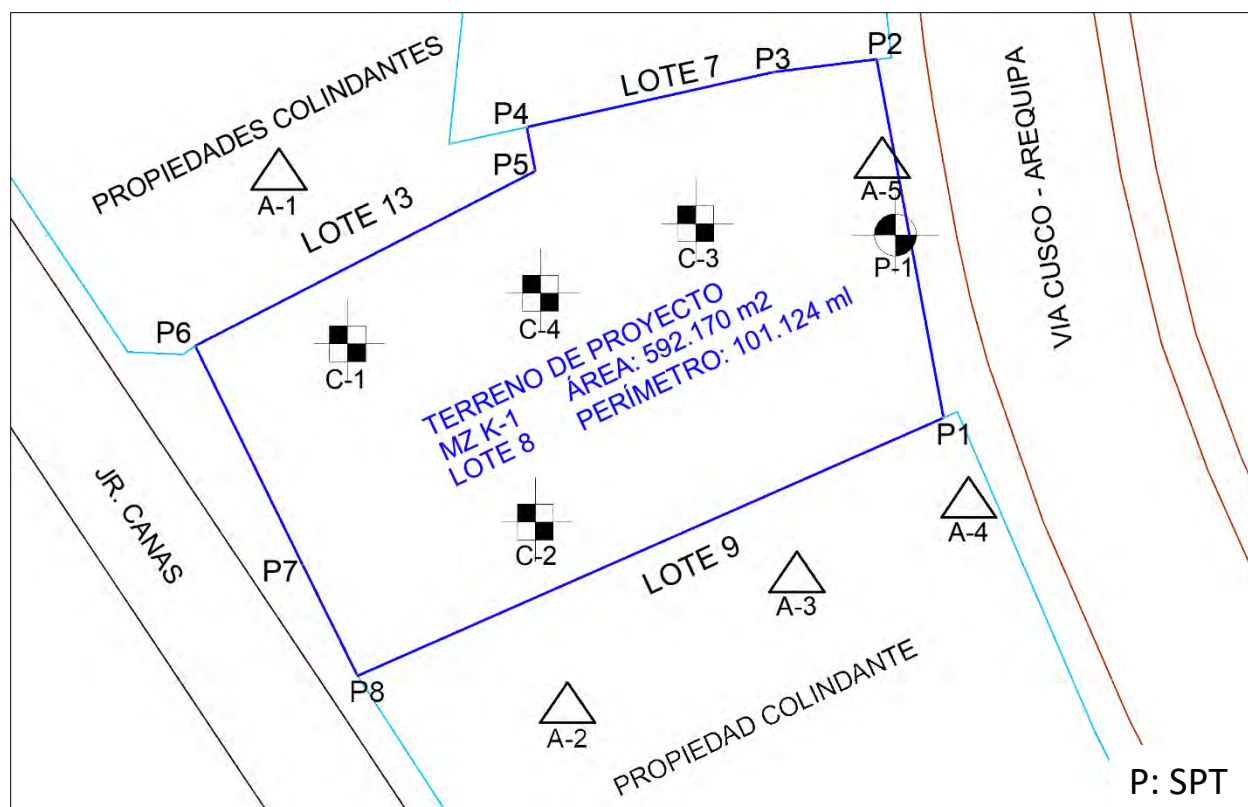 P2
P3
LOTE 7
PROPIEDADES COLINDANTES
P4
P5
A-1
A-5
LOTE 13
VIA CUSCO - AREQUIPA
C-3
P-1
C-4
P6
C-1
TERRENO DE PROYECTO
MZ K-1 ÁREA: 592.170 m2
LOTE 8 PERÍMETRO: 101.124 ml
P1
JR. CANAS
C-2
A-4
P7
LOTE 9
A-3
P8
A-2
PROPIEDAD COLINDANTE
P: SPT